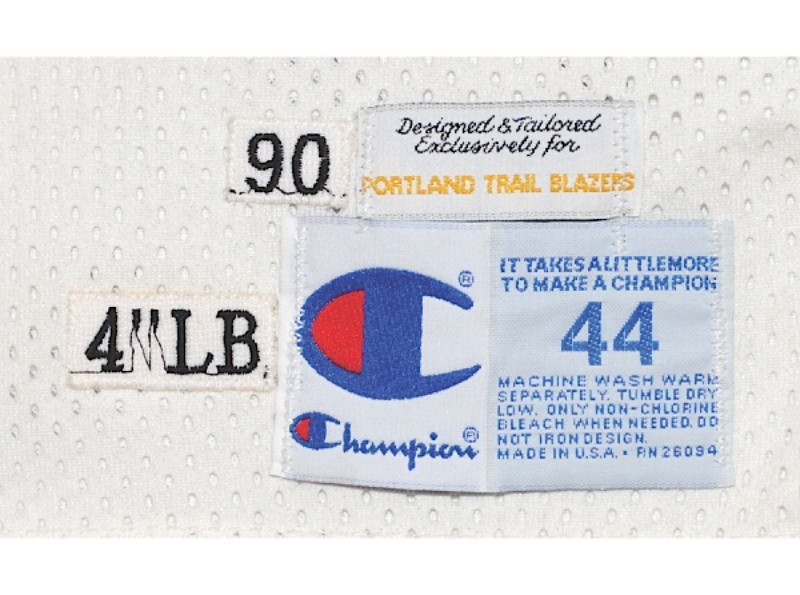 90
Designed & Tailored
Exclusively for
PORTLAND TRAIL BLAZERS
4" LB
®
IT TAKES A LITTLE MORE
TO MAKE A CHAMPION
44
MACHINE WASH WARM
SEPARATELY. TUMBLE DRY
LOW. ONLY NON-CHLORINE
BLEACH WHEN NEEDED. DO
NOT IRON DESIGN.
MADE IN U.S.A. • RN 26094
Champion®